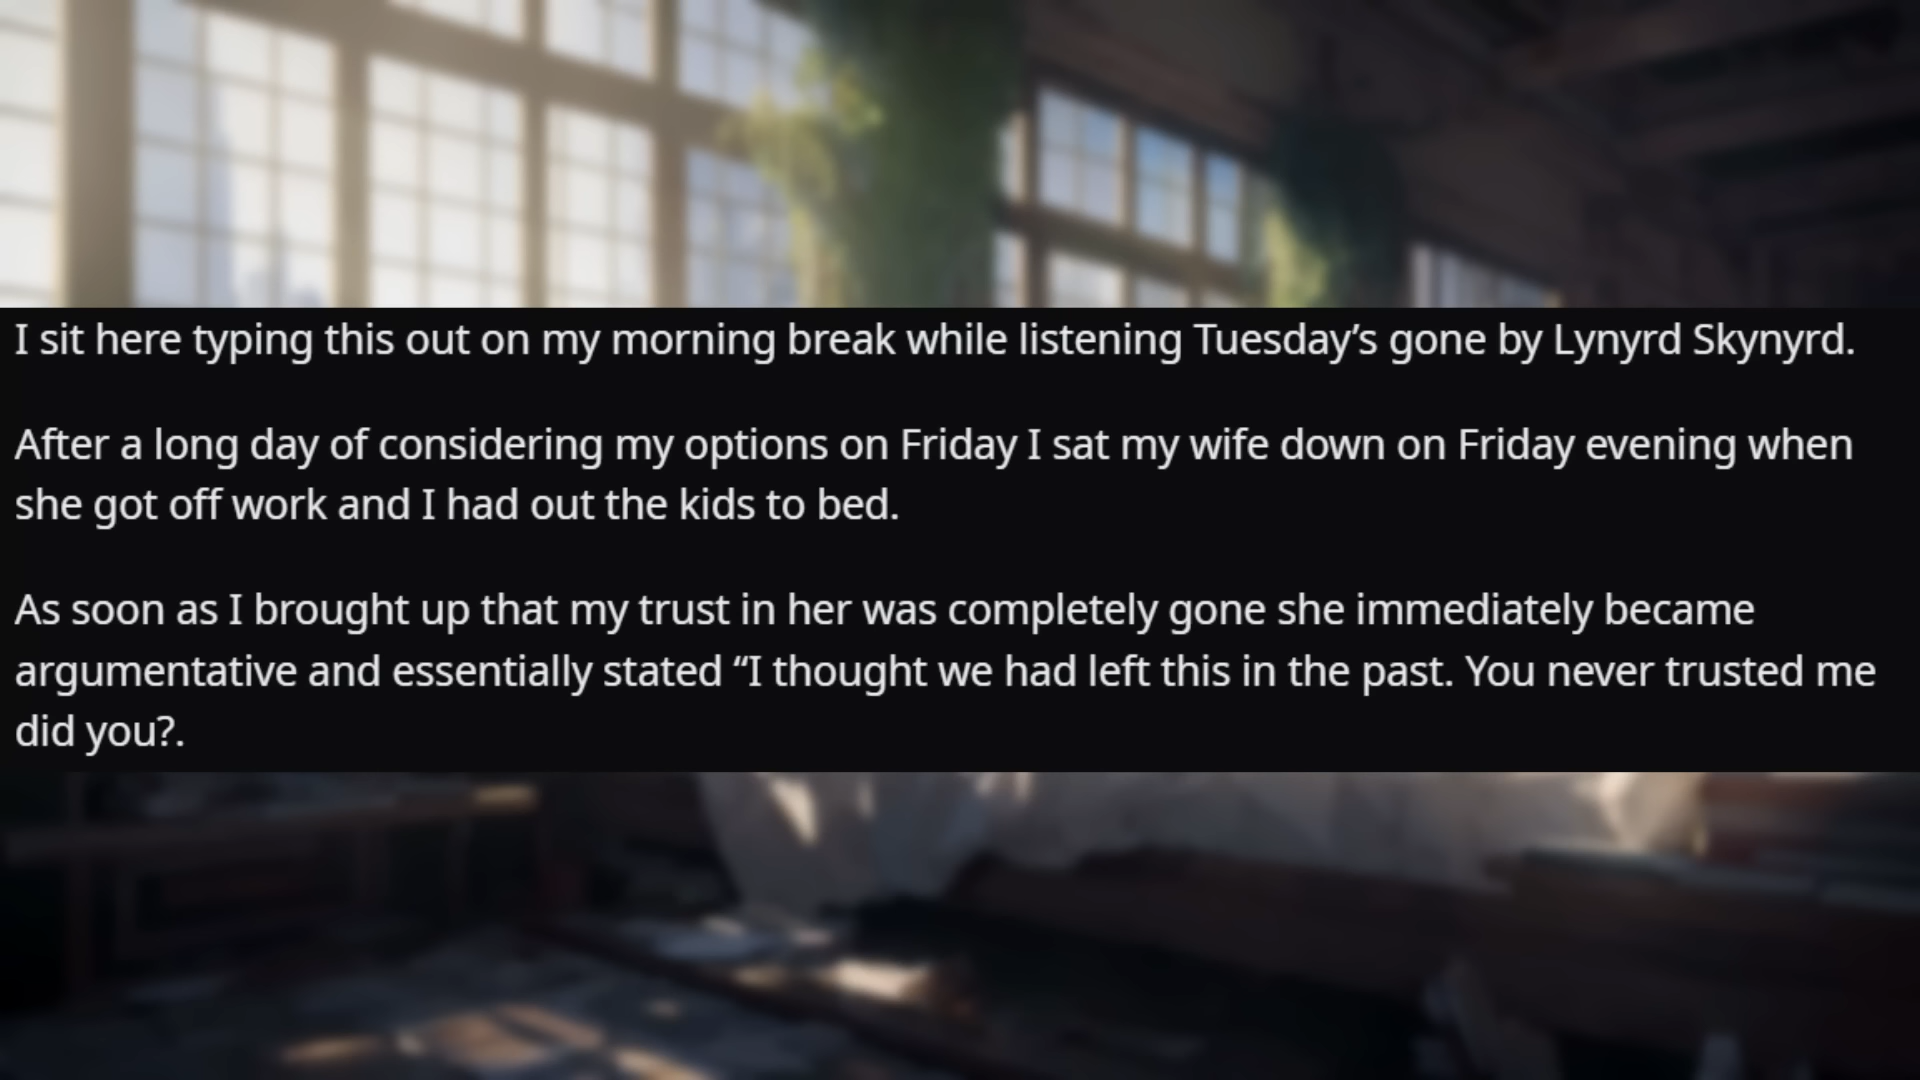 I sit here typing this out on my morning break while listening Tuesday’s gone by Lynyrd Skynyrd.
After a long day of considering my options on Friday I sat my wife down on Friday evening when
she got off work and I had out the kids to bed.
As soon as I brought up that my trust in her was completely gone she immediately became
argumentative and essentially stated “I thought we had left this in the past. You never trusted me
did you?.